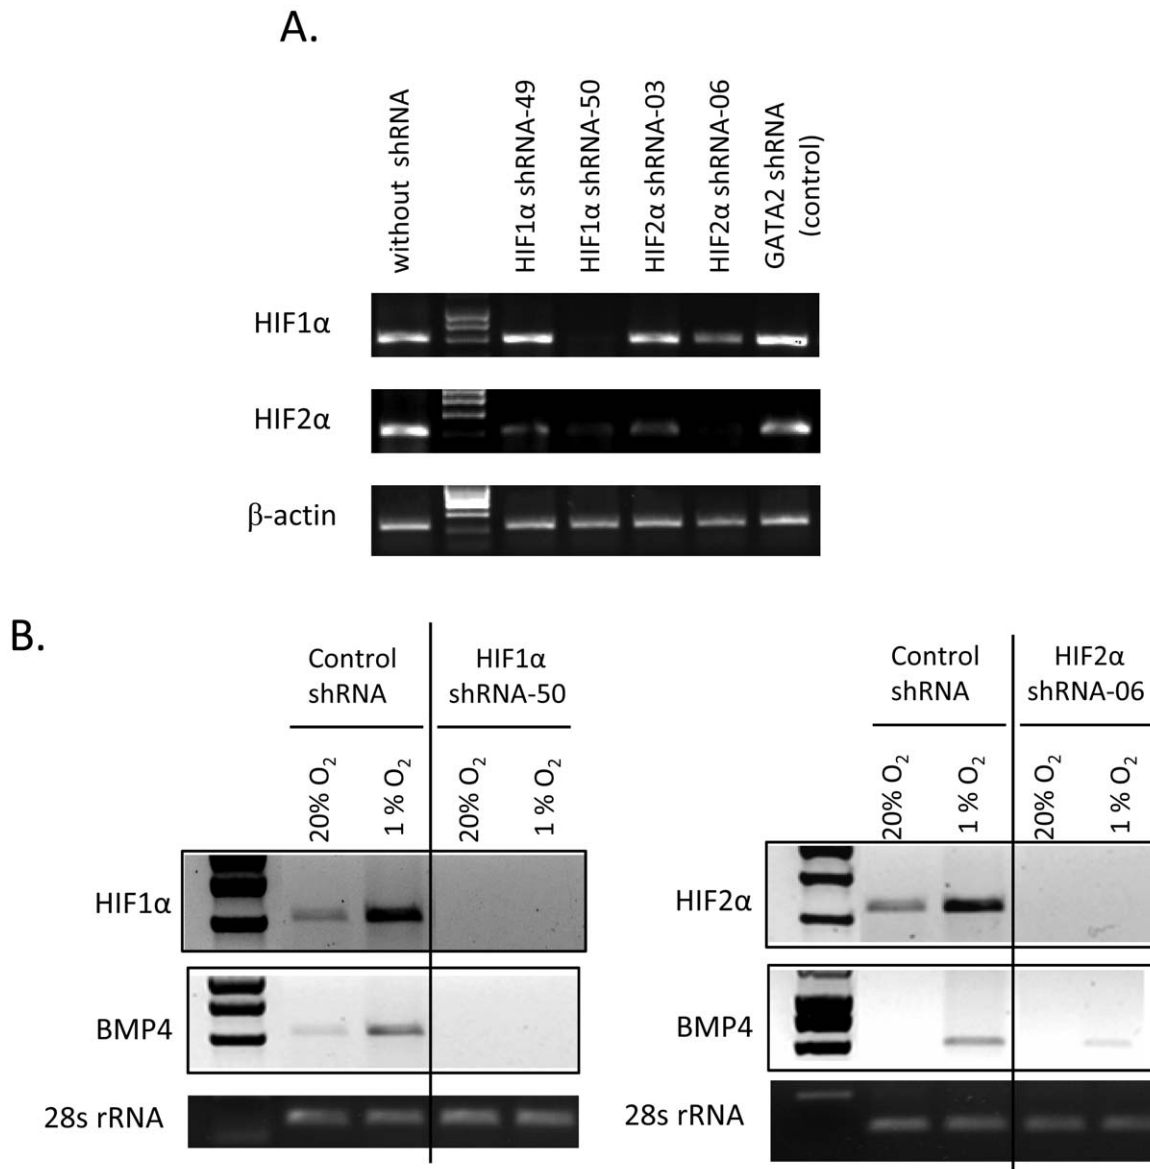 A.
without shRNA
HIF1α shRNA-49
HIF1α shRNA-50
HIF2α shRNA-03
HIF2α shRNA-06
GATA2 shRNA
(control)
HIF1α
HIF2α
β-actin
B.
Control
shRNA
HIF1α
shRNA-50
20% O₂
1 % O₂
20% O₂
1 % O₂
HIF1α
BMP4
28s rRNA
Control
shRNA
HIF2α
shRNA-06
20% O₂
1 % O₂
20% O₂
1 % O₂
HIF2α
BMP4
28s rRNA